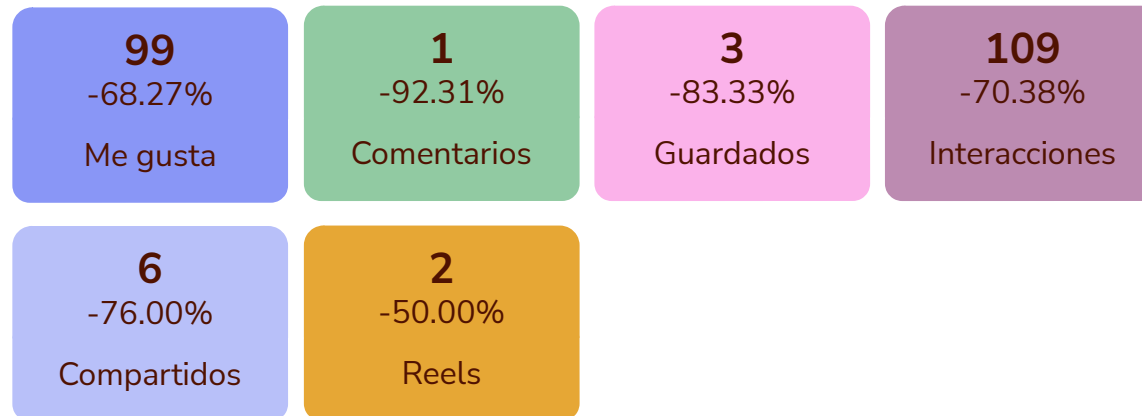 99
-68.27%
Me gusta
1
-92.31%
Comentarios
3
-83.33%
Guardados
109
-70.38%
Interacciones
6
-76.00%
Compartidos
2
-50.00%
Reels